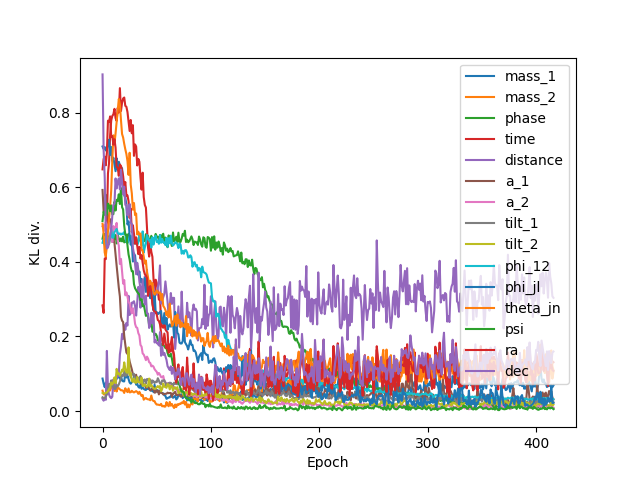 KL div.
0.8
0.6
0.4
0.2
0.0
0
100
200
300
400
Epoch
mass_1
mass_2
phase
time
distance
a_1
a_2
tilt_1
tilt_2
phi_12
phi_jl
theta_jn
psi
ra
dec